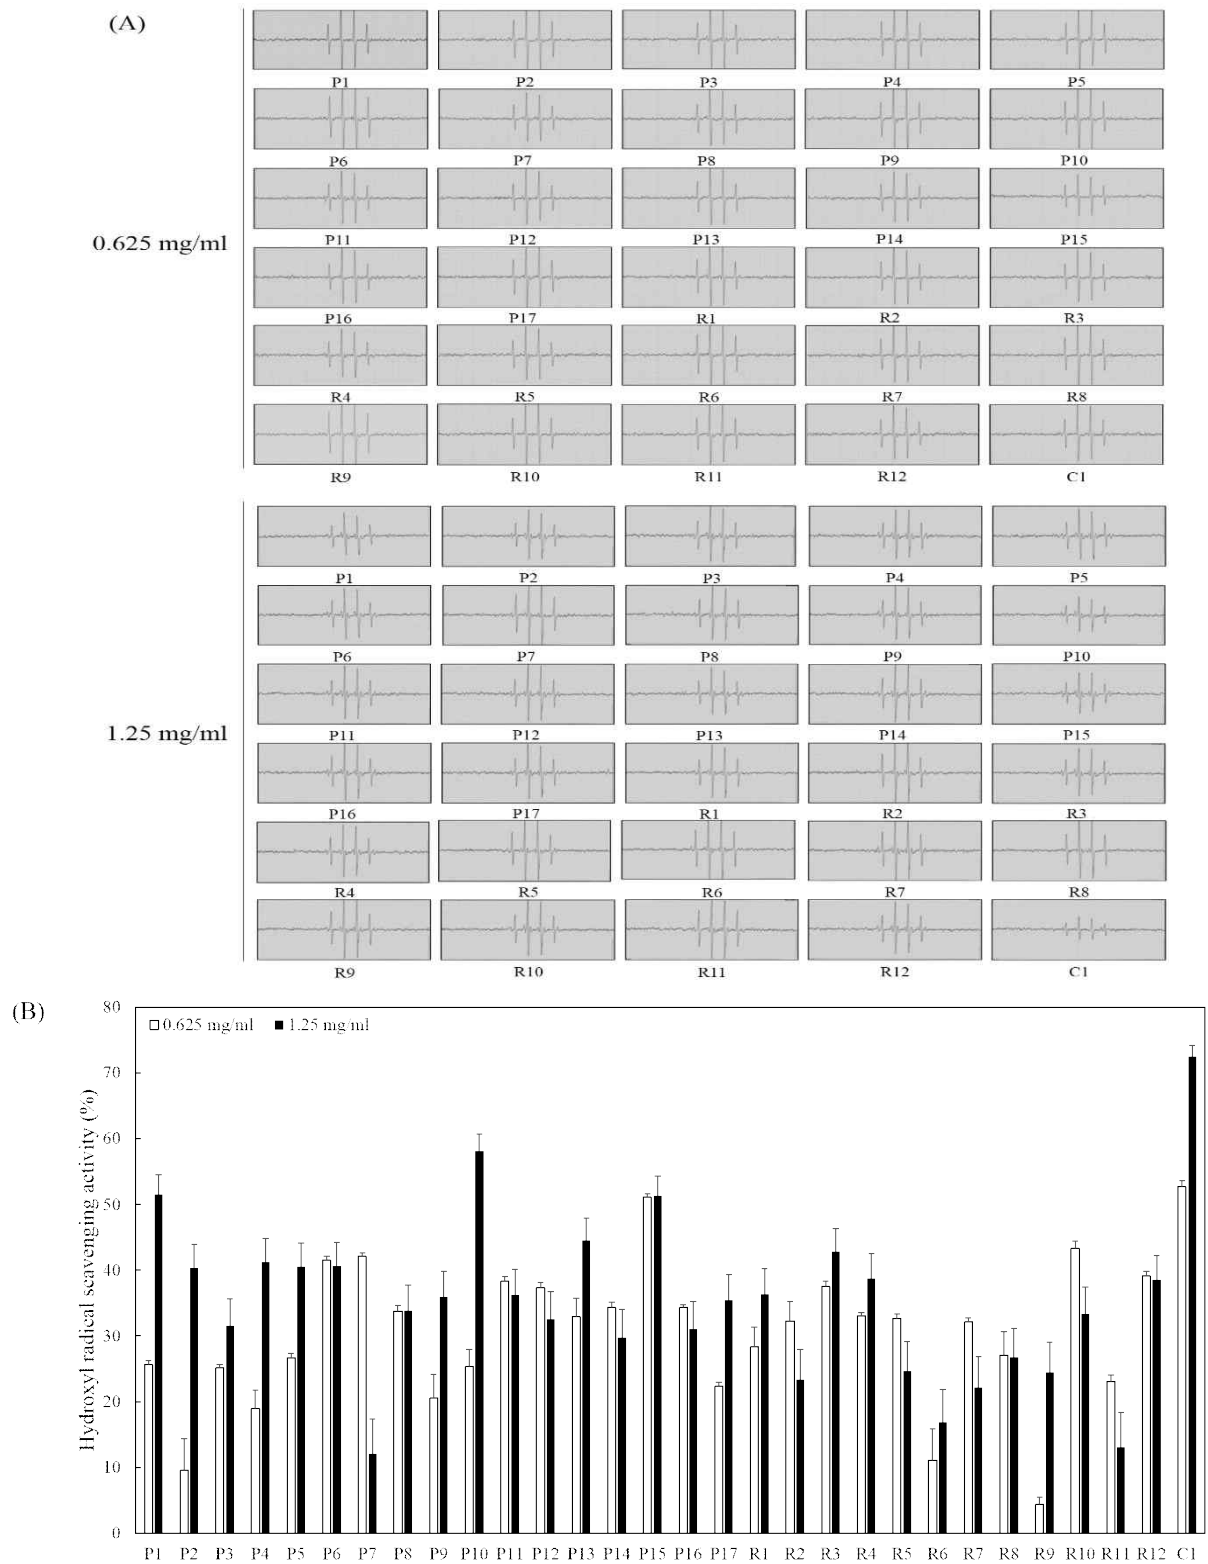 (A)
P1 P2 P3 P4 P5
P6 P7 P8 P9 P10
P11 P12 P13 P14 P15
0.625 mg/ml
P16 P17 R1 R2 R3
R4 R5 R6 R7 R8
R9 R10 R11 R12 C1
P1 P2 P3 P4 P5
P6 P7 P8 P9 P10
P11 P12 P13 P14 P15
1.25 mg/ml
P16 P17 R1 R2 R3
R4 R5 R6 R7 R8
R9 R10 R11 R12 C1
(B)
Hydroxyl radical scavenging activity (%)
80
70
60
50
40
30
20
10
0
0.625 mg/ml 1.25 mg/ml
P1 P2 P3 P4 P5 P6 P7 P8 P9 P10 P11 P12 P13 P14 P15 P16 P17 R1 R2 R3 R4 R5 R6 R7 R8 R9 R10 R11 R12 C1